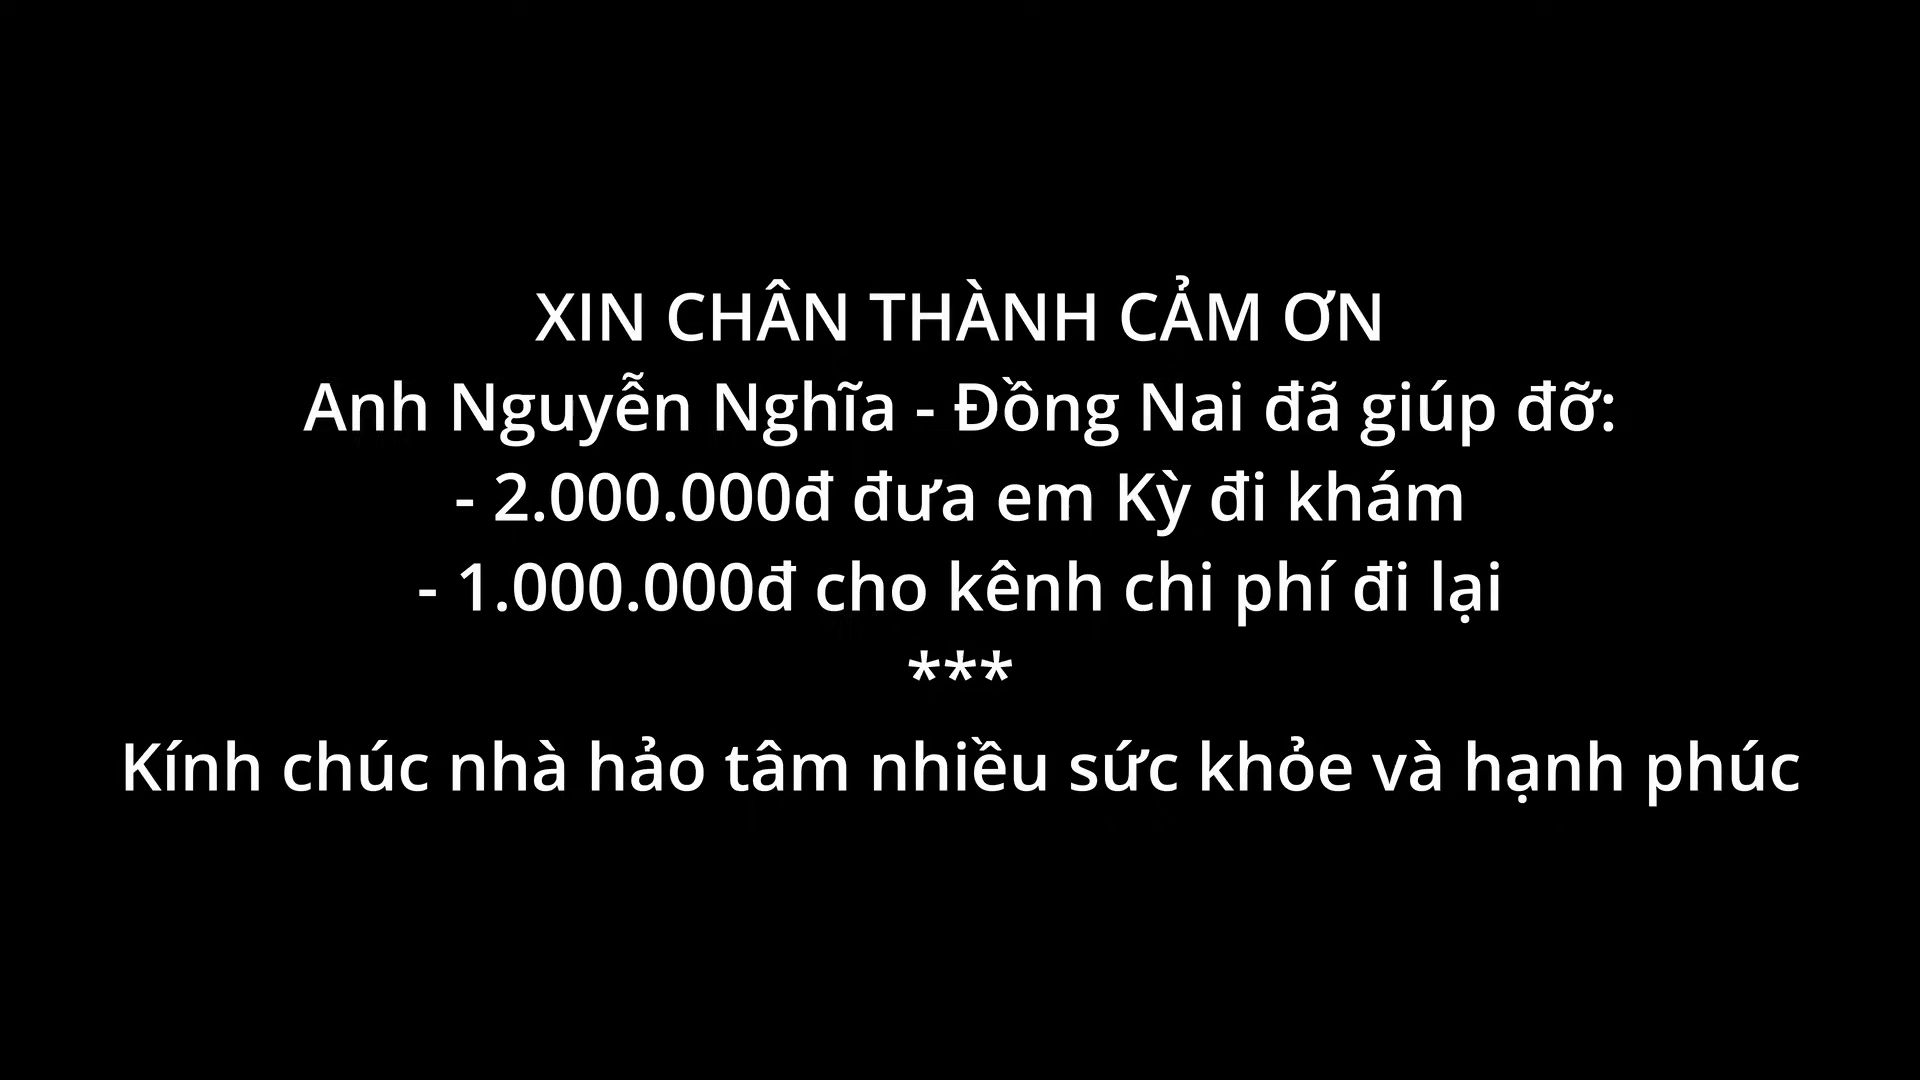 XIN CHÂN THÀNH CẢM ƠN
Anh Nguyễn Nghĩa - Đồng Nai đã giúp đỡ:
- 2.000.000đ đưa em Kỳ đi khám
- 1.000.000đ cho kênh chi phí đi lại
***
Kính chúc nhà hảo tâm nhiều sức khỏe và hạnh phúc